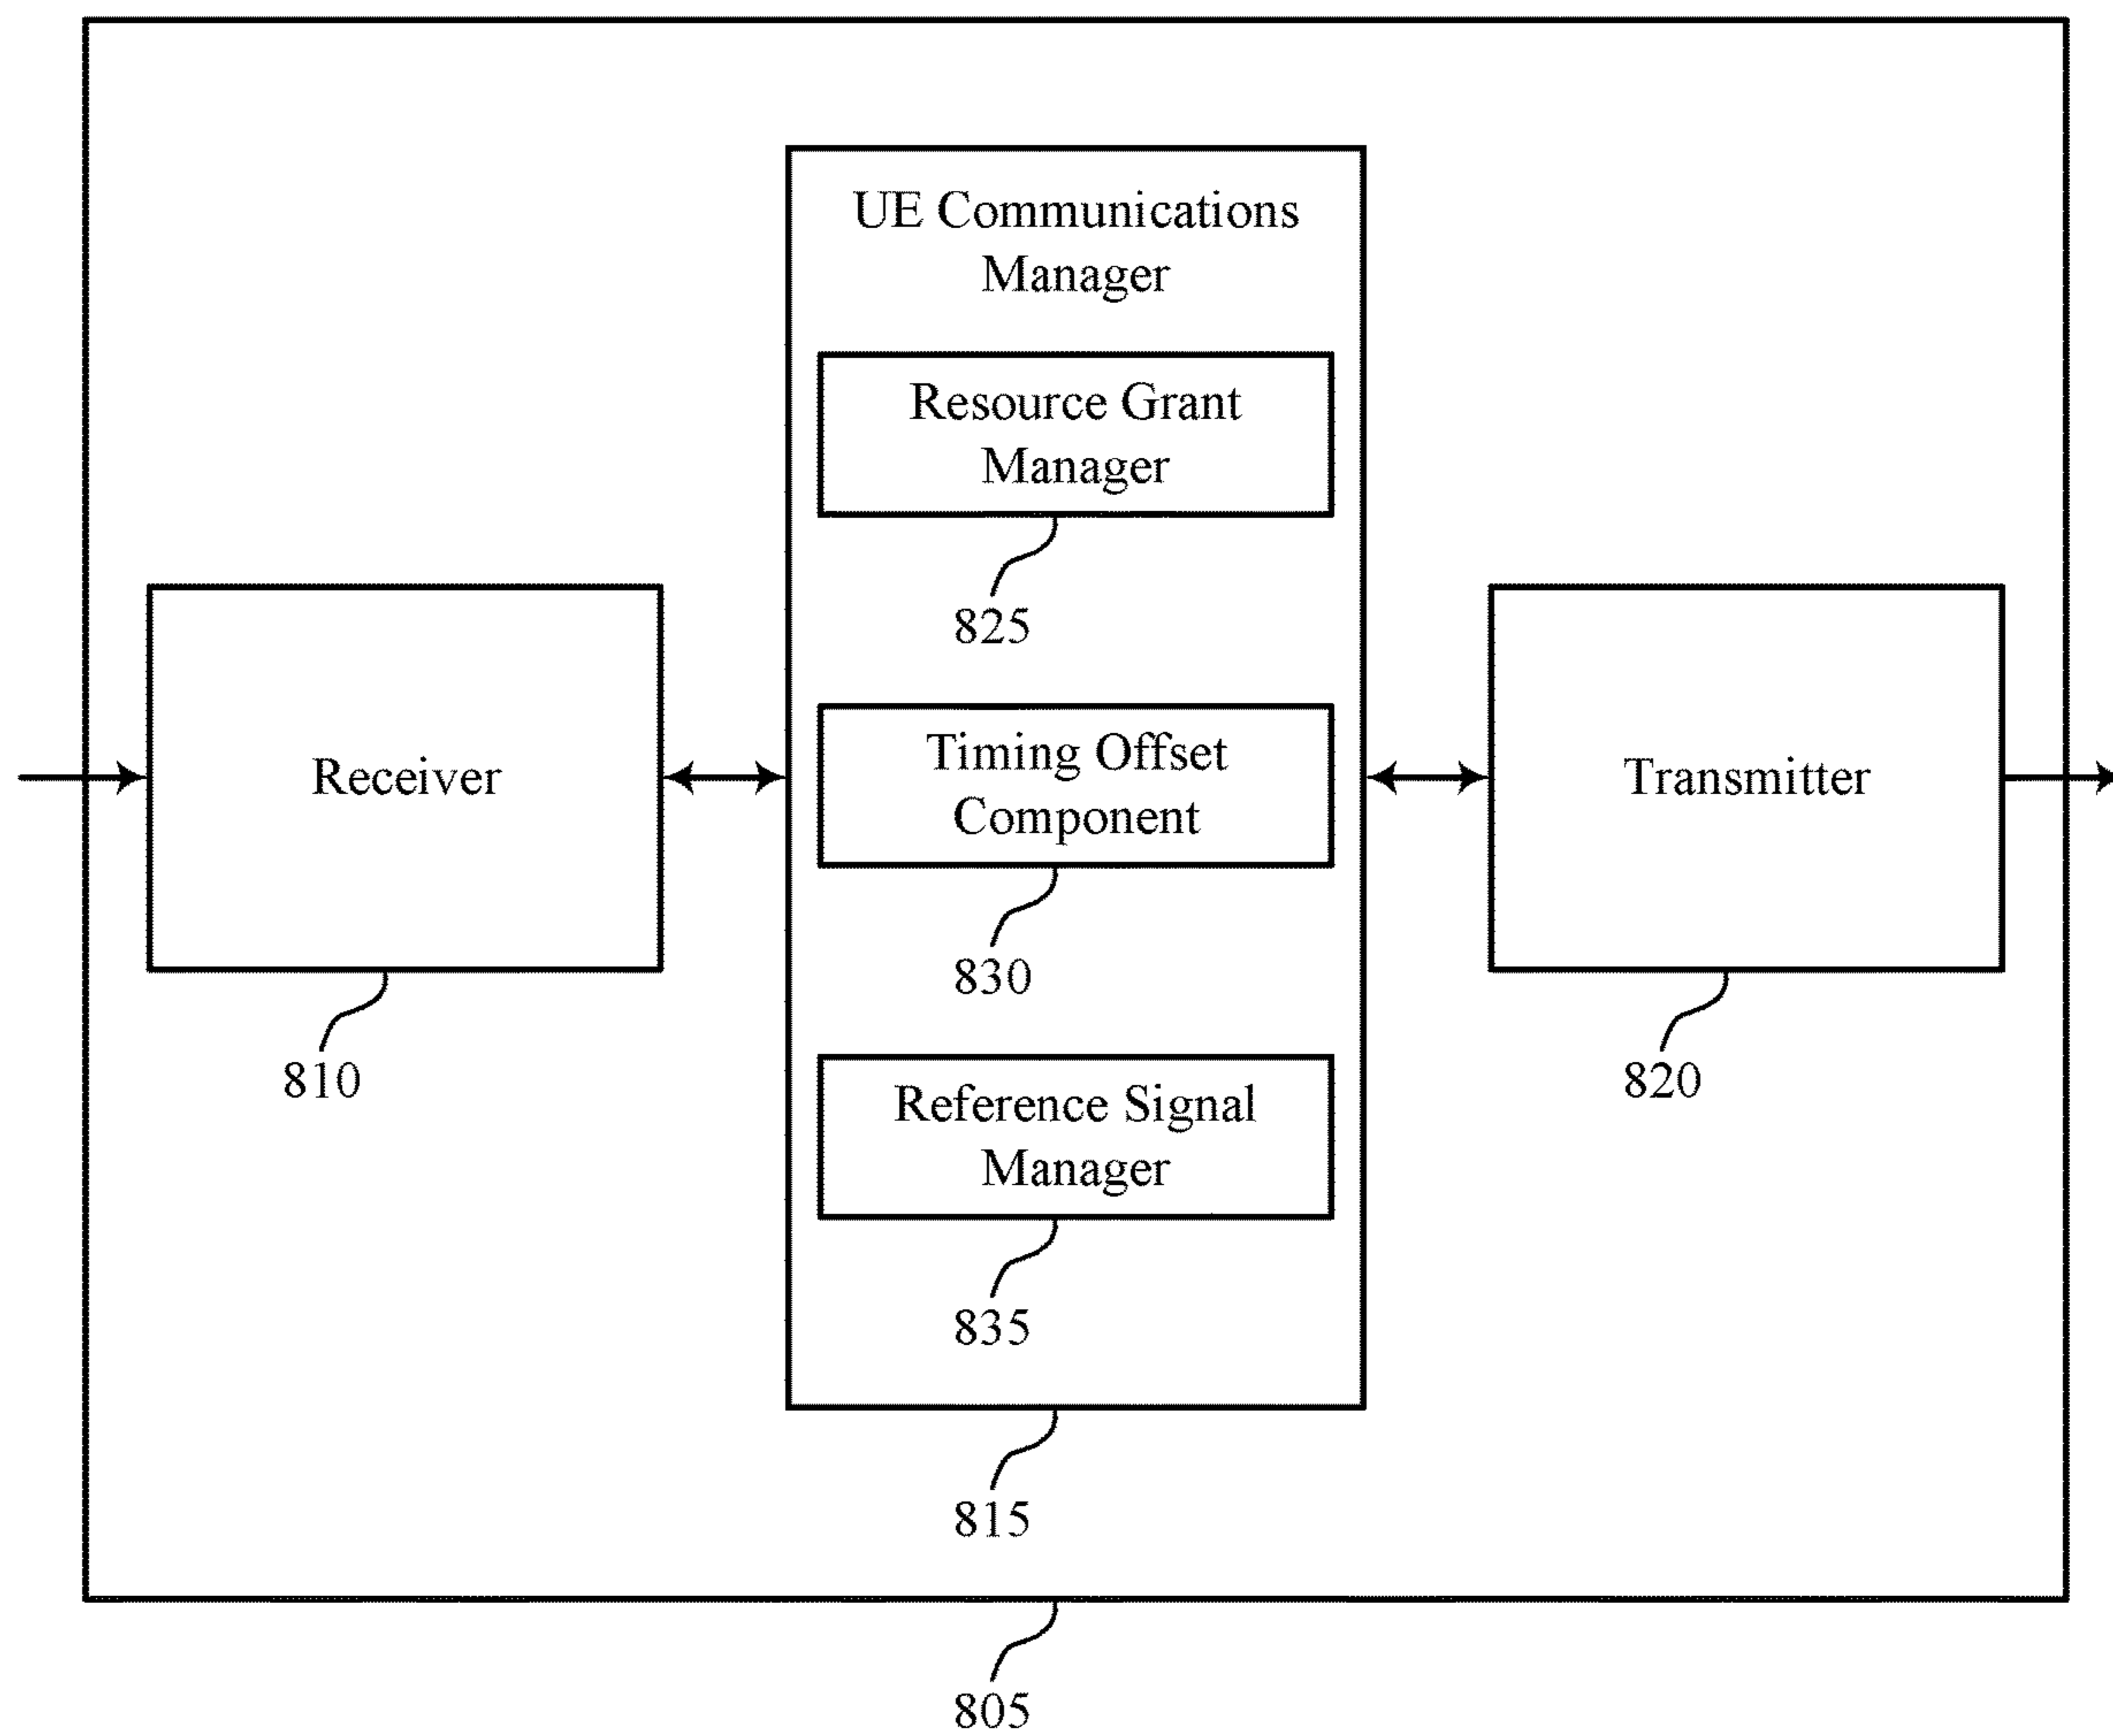 UE Communications
Manager
Resource Grant
Manager
825
Receiver
810
Timing Offset
Component
830
Transmitter
820
Reference Signal
Manager
835
815
805